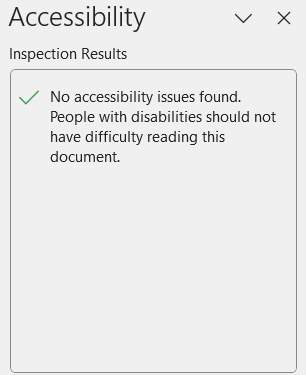 Accessibility
Inspection Results
No accessibility issues found.
People with disabilities should not
have difficulty reading this
document.